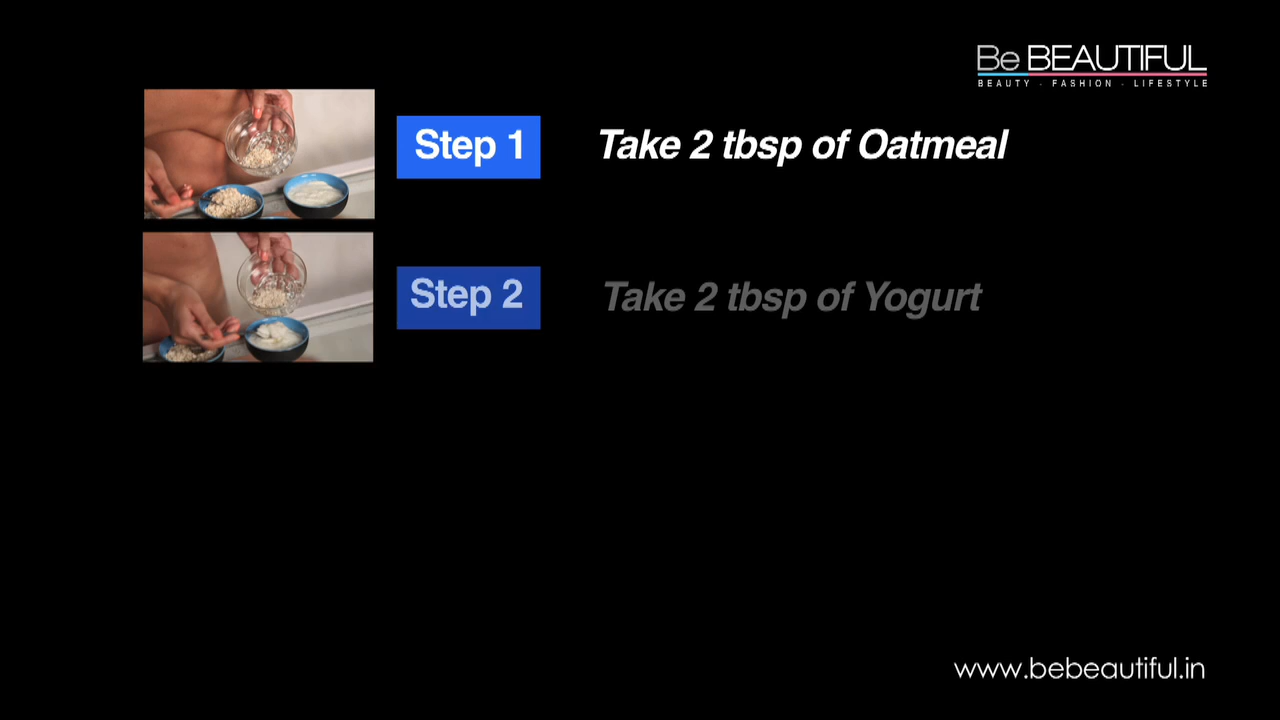 Be BEAUTIFUL
BEAUTY . FASHION . LIFESTYLE
Step 1 Take 2 tbsp of Oatmeal
Step 2 Take 2 tbsp of Yogurt
www.bebeautiful.in